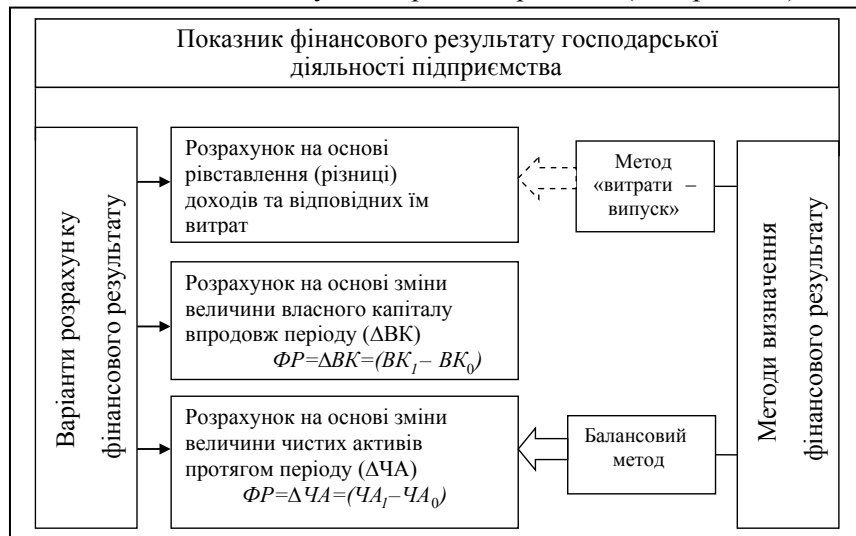 Показник фінансового результату господарської
діяльності підприємства
Варіанти розрахунку
фінансового результату
Розрахунок на основі
рівставлення (різниці)
доходів та відповідних їм
витрат
Розрахунок на основі зміни
величини власного капіталу
впродовж періоду (ΔВК)
ФР=ΔВК=(ВК₁– ВК₀)
Розрахунок на основі зміни
величини чистих активів
протягом періоду (ΔЧА)
ФР=ΔЧА=(ЧА₁–ЧА₀)
Метод
«витрати –
випуск»
Балансовий
метод
Методи визначення
фінансового результату